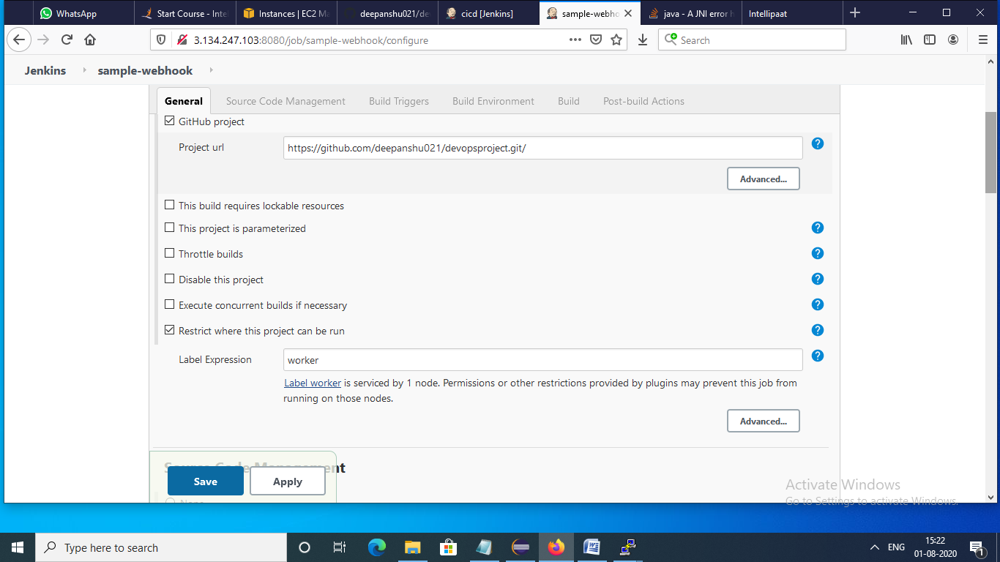 WhatsApp
Start Course - Intel
Instances | EC2 Ma
deepanshu021/de
cicd [Jenkins]
sample-webho
java - A JNI error h
Intellipaat
3.134.247.103:8080/job/sample-webhook/configure
Search
Jenkins
sample-webhook
General
Source Code Management
Build Triggers
Build Environment
Build
Post-build Actions
GitHub project
Project url
https://github.com/deepanshu021/devopsproject.git/
Advanced...
This build requires lockable resources
This project is parameterized
Throttle builds
Disable this project
Execute concurrent builds if necessary
Restrict where this project can be run
Label Expression
worker
Label worker is serviced by 1 node. Permissions or other restrictions provided by plugins may prevent this job from
running on those nodes.
Advanced...
Source Code Management
Save
Apply
None
Activate Windows
Go to Settings to activate Windows.
Type here to search
ENG
15:22
01-08-2020
1